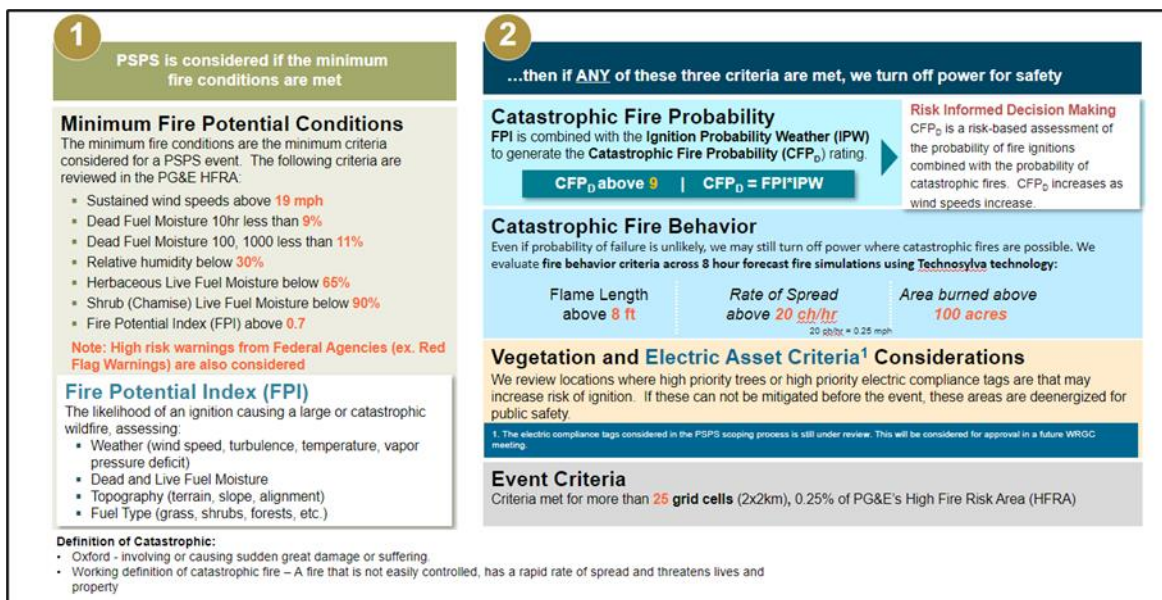 1
PSPS is considered if the minimum
fire conditions are met
Minimum Fire Potential Conditions
The minimum fire conditions are the minimum criteria
considered for a PSPS event. The following criteria are
reviewed in the PG&E HFRA:
▪ Sustained wind speeds above 19 mph
▪ Dead Fuel Moisture 10hr less than 9%
▪ Dead Fuel Moisture 100, 1000 less than 11%
▪ Relative humidity below 30%
▪ Herbaceous Live Fuel Moisture below 65%
▪ Shrub (Chamise) Live Fuel Moisture below 90%
▪ Fire Potential Index (FPI) above 0.7
Note: High risk warnings from Federal Agencies (ex. Red
Flag Warnings) are also considered
Fire Potential Index (FPI)
The likelihood of an ignition causing a large or catastrophic
wildfire, assessing:
▪ Weather (wind speed, turbulence, temperature, vapor
pressure deficit)
▪ Dead and Live Fuel Moisture
▪ Topography (terrain, slope, alignment)
▪ Fuel Type (grass, shrubs, forests, etc.)
2
…then if ANY of these three criteria are met, we turn off power for safety
Catastrophic Fire Probability
FPI is combined with the Ignition Probability Weather (IPW)
to generate the Catastrophic Fire Probability (CFPD) rating.
CFPD above 9 | CFPD = FPI*IPW
Risk Informed Decision Making
CFPD is a risk-based assessment of
the probability of fire ignitions
combined with the probability of
catastrophic fires. CFPD increases as
wind speeds increase.
Catastrophic Fire Behavior
Even if probability of failure is unlikely, we may still turn off power where catastrophic fires are possible. We
evaluate fire behavior criteria across 8 hour forecast fire simulations using Technosylva technology:
Flame Length
above 8 ft
Rate of Spread
above 20 ch/hr
20 ch/hr = 0.25 mph
Area burned above
100 acres
Vegetation and Electric Asset Criteria1 Considerations
We review locations where high priority trees or high priority electric compliance tags are that may
increase risk of ignition. If these can not be mitigated before the event, these areas are deenergized for
public safety.
1. The electric compliance tags considered in the PSPS scoping process is still under review. This will be considered for approval in a future WRGC
meeting.
Event Criteria
Criteria met for more than 25 grid cells (2x2km), 0.25% of PG&E's High Fire Risk Area (HFRA)
Definition of Catastrophic:
• Oxford - involving or causing sudden great damage or suffering.
• Working definition of catastrophic fire – A fire that is not easily controlled, has a rapid rate of spread and threatens lives and
property